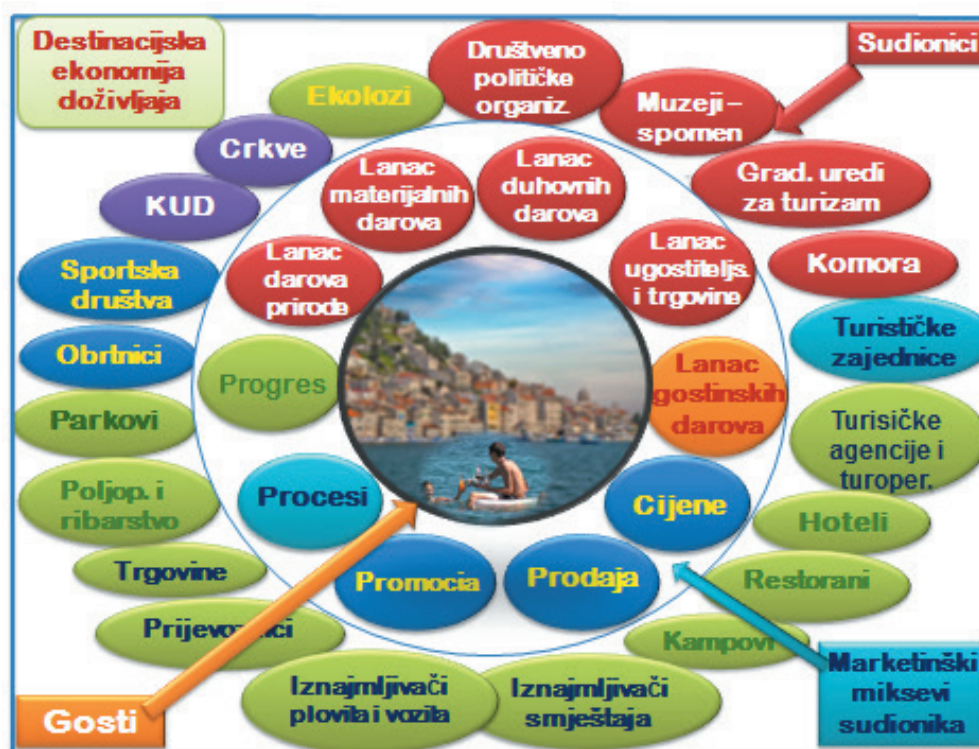 Destinacijska
ekonomija
doživljaja
Sudionici
Društveno
političke
organiz.
Ekolozi
Muzeji –
spomen
Crkve
Grad. uredi
za turizam
KUD
Komora
Sportska
društva
Turističke
zajednice
Obrtnici
Turisičke
agencije i
turoper.
Parkovi
Hoteli
Poljop. i
ribarstvo
Restorani
Trgovine
Kampovi
Prijevoznici
Iznajmljivači
plovita i vozita
Iznajmljivači
smještaja
Lanac
materijalnih
darova
Lanac
duhovnih
darova
Lanac
darova
prirode
Lanac
ugostiteljs.
i trgovine
Progres
Lanac
gostinskih
darova
Procesi
Cijene
Promocia
Prodaja
Gosti
Marketinški
miksevi
sudionika